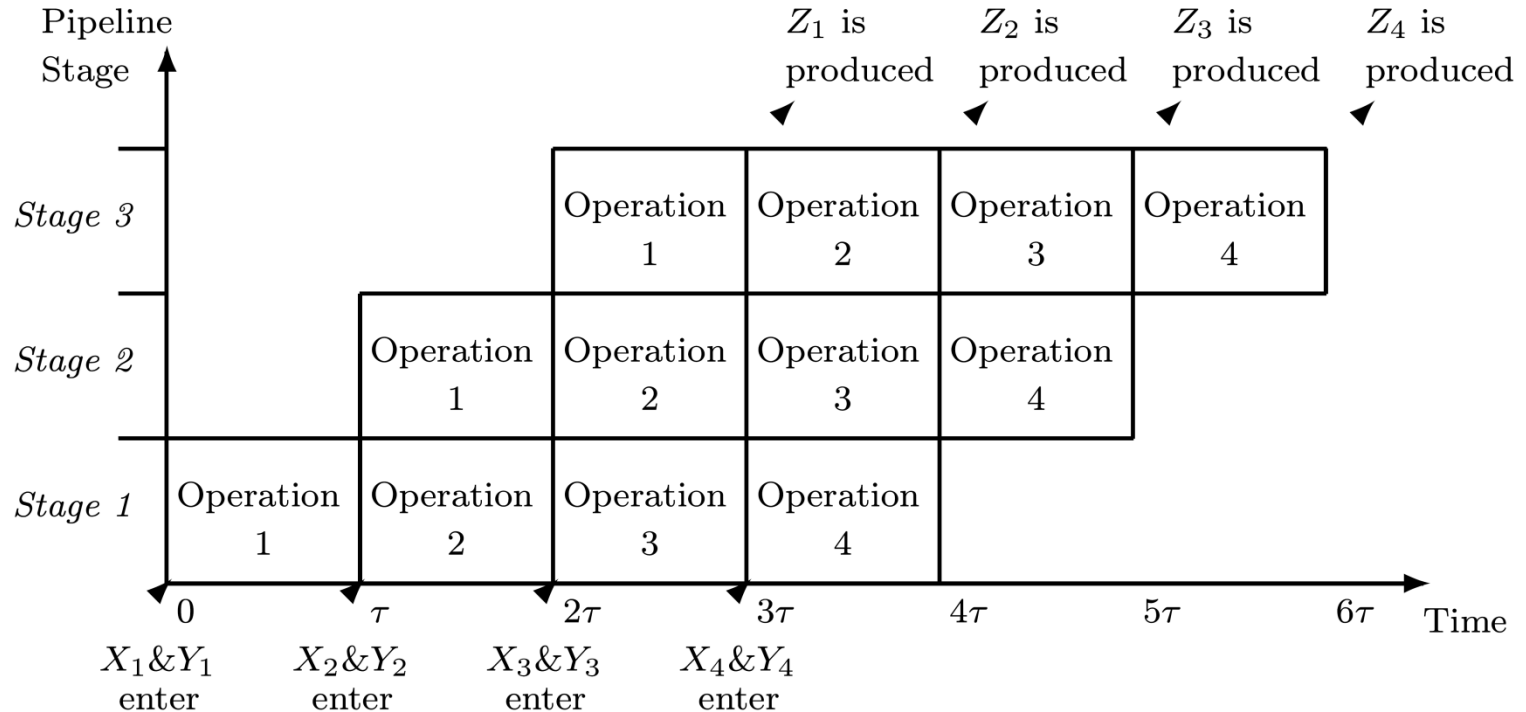 Pipeline
Stage
Z₁ is
produced
Z₂ is
produced
Z₃ is
produced
Z₄ is
produced
Stage 3
Operation
1
Operation
2
Operation
3
Operation
4
Stage 2
Operation
1
Operation
2
Operation
3
Operation
4
Stage 1
Operation
1
Operation
2
Operation
3
Operation
4
0 τ 2τ 3τ 4τ 5τ 6τ Time
X₁&Y₁
enter
X₂&Y₂
enter
X₃&Y₃
enter
X₄&Y₄
enter